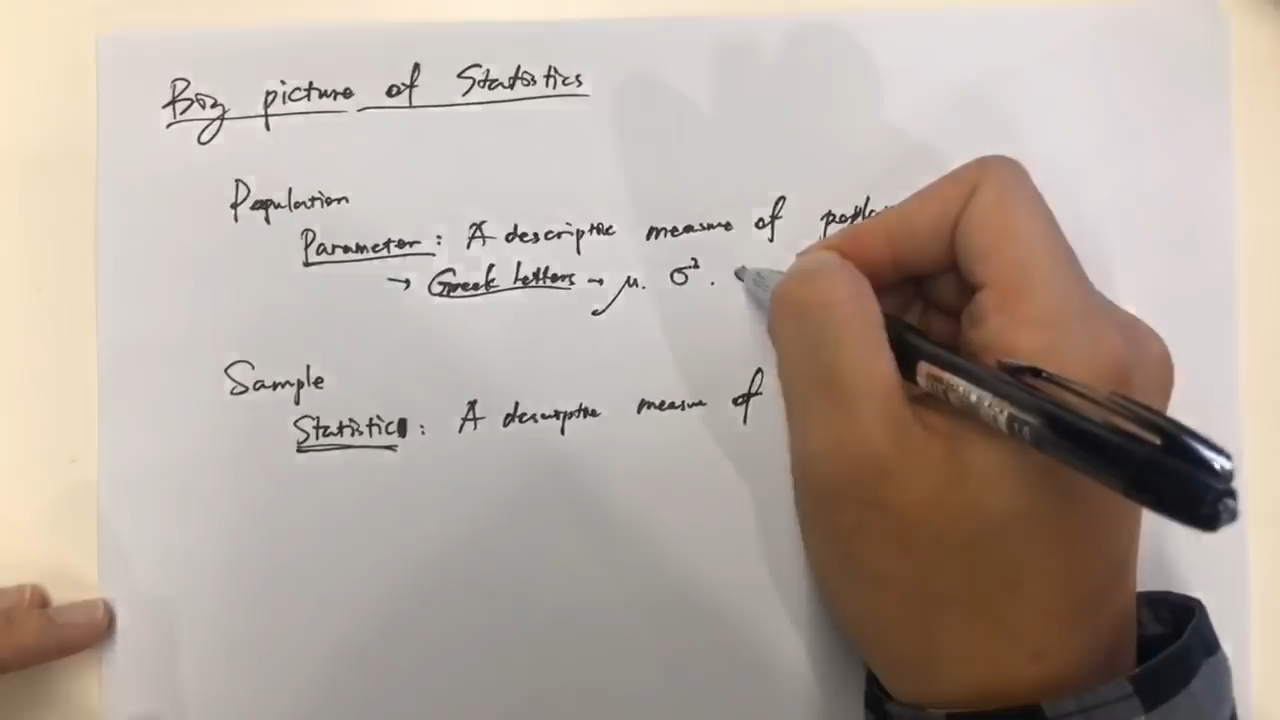 Big picture of Statistics
Population
Parameter : A descriptive measure of
→ Greek Letters → μ. σ². 
Sample
Statistic : A descriptive measure of